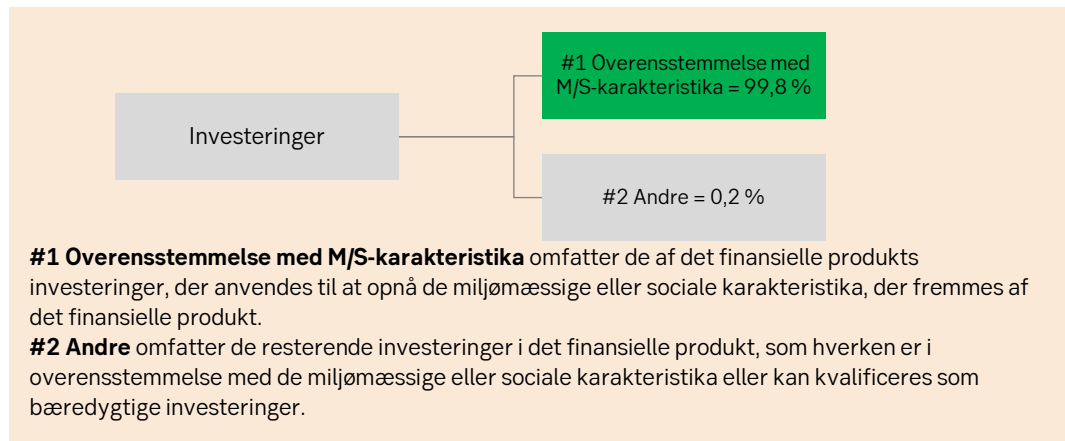 #1 Overensstemmelse med
M/S-karakteristika = 99,8 %
Investeringer
#2 Andre = 0,2 %
#1 Overensstemmelse med M/S-karakteristika omfatter de af det finansielle produkts
investeringer, der anvendes til at opnå de miljømæssige eller sociale karakteristika, der fremmes af
det finansielle produkt.
#2 Andre omfatter de resterende investeringer i det finansielle produkt, som hverken er i
overensstemmelse med de miljømæssige eller sociale karakteristika eller kan kvalificeres som
bæredygtige investeringer.